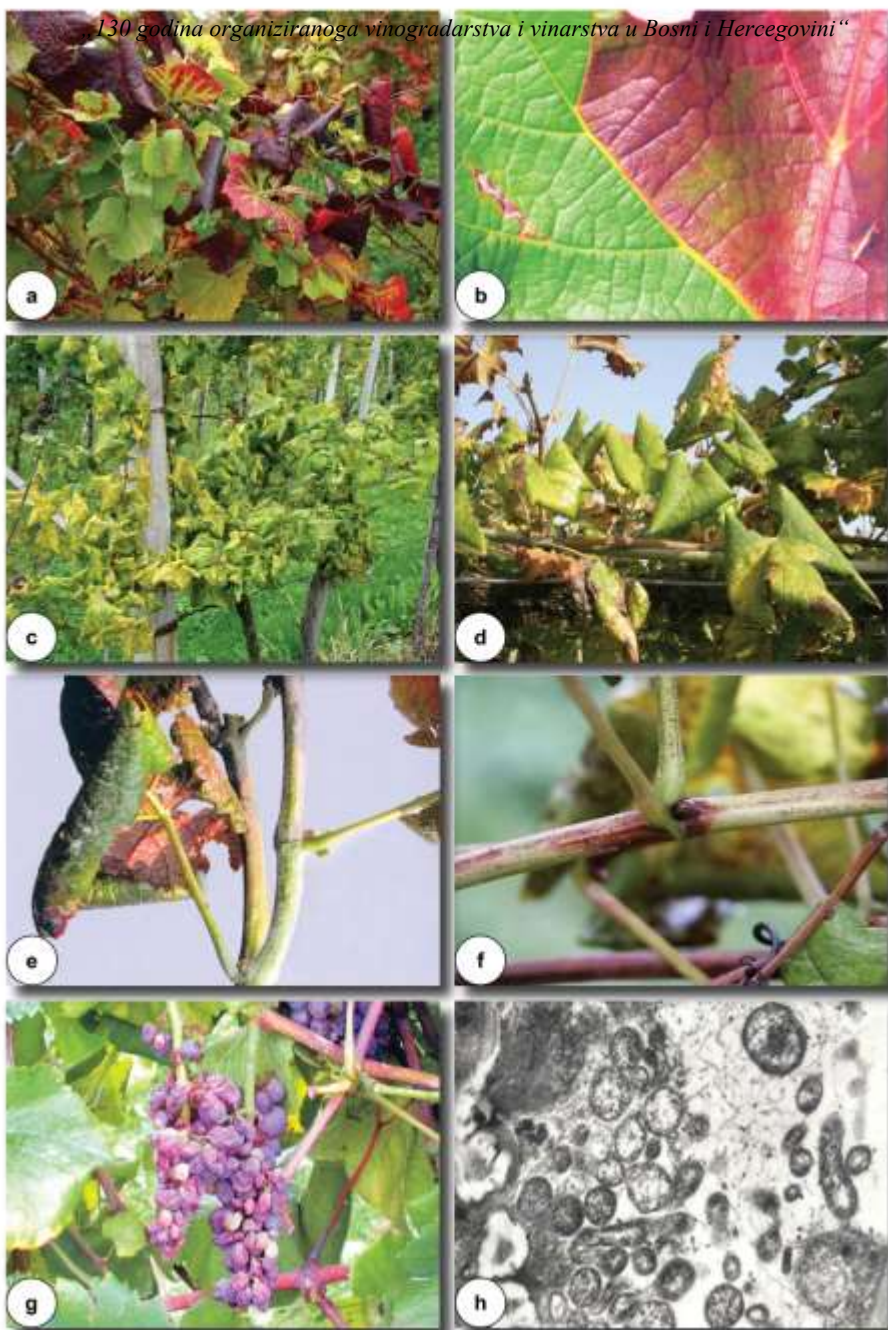 „130 godina organiziranoga vinogradarstva i vinarstva u Bosni i Hercegovini“
a
b
c
d
e
f
g
h